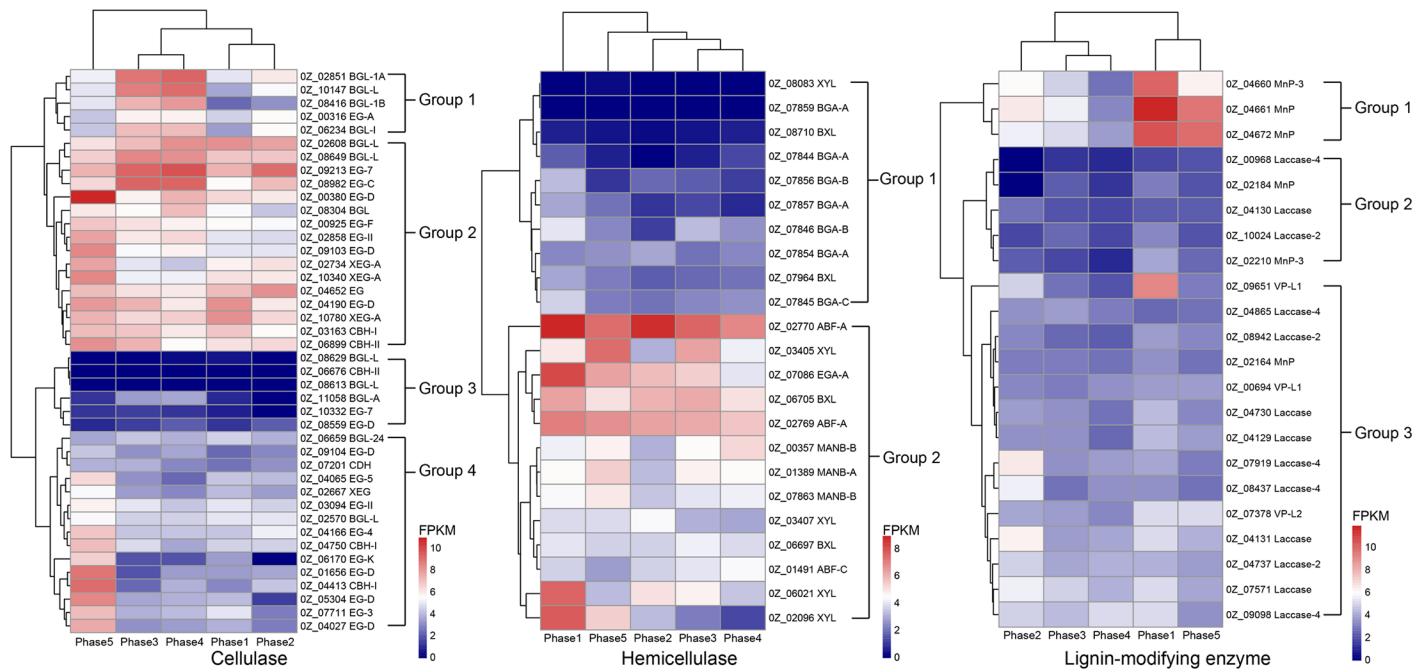 0Z_02851 BGL-1A
0Z_10147 BGL-L
0Z_08416 BGL-1B
0Z_00316 EG-A
0Z_06234 BGL-I
Group 1
0Z_02608 BGL-L
0Z_08649 BGL-L
0Z_09213 EG-7
0Z_08982 EG-C
0Z_00380 EG-D
0Z_08304 BGL
0Z_00925 EG-F
0Z_02858 EG-II
0Z_09103 EG-D
0Z_02734 XEG-A
0Z_10340 XEG-A
0Z_04652 EG
0Z_04190 EG-D
0Z_10780 XEG-A
0Z_03163 CBH-I
0Z_06899 CBH-II
Group 2
0Z_08629 BGL-L
0Z_06676 CBH-II
0Z_08613 BGL-L
0Z_11058 BGL-A
0Z_10332 EG-7
0Z_08559 EG-D
Group 3
0Z_06659 BGL-24
0Z_09104 EG-D
0Z_07201 CDH
0Z_04065 EG-5
0Z_02667 XEG
0Z_03094 EG-II
0Z_02570 BGL-L
0Z_04166 EG-4
0Z_04750 CBH-I
0Z_06170 EG-K
0Z_01656 EG-D
0Z_04413 CBH-I
0Z_05304 EG-D
0Z_07711 EG-3
0Z_04027 EG-D
Group 4
FPKM
10
8
6
4
2
0
Phase5 Phase3 Phase4 Phase1 Phase2
Cellulase
0Z_08083 XYL
0Z_07859 BGA-A
0Z_08710 BXL
0Z_07844 BGA-A
0Z_07856 BGA-B
0Z_07857 BGA-A
0Z_07846 BGA-B
0Z_07854 BGA-A
0Z_07964 BXL
0Z_07845 BGA-C
Group 1
0Z_02770 ABF-A
0Z_03405 XYL
0Z_07086 EGA-A
0Z_06705 BXL
0Z_02769 ABF-A
0Z_00357 MANB-B
0Z_01389 MANB-A
0Z_07863 MANB-B
0Z_03407 XYL
0Z_06697 BXL
0Z_01491 ABF-C
0Z_06021 XYL
0Z_02096 XYL
Group 2
FPKM
8
6
4
2
0
Phase1 Phase5 Phase2 Phase3 Phase4
Hemicellulase
0Z_04660 MnP-3
0Z_04661 MnP
0Z_04672 MnP
Group 1
0Z_00968 Laccase-4
0Z_02184 MnP
0Z_04130 Laccase
0Z_10024 Laccase-2
0Z_02210 MnP-3
Group 2
0Z_09651 VP-L1
0Z_04865 Laccase-4
0Z_08942 Laccase-2
0Z_02164 MnP
0Z_00694 VP-L1
0Z_04730 Laccase
0Z_04129 Laccase
0Z_07919 Laccase-4
0Z_08437 Laccase-4
0Z_07378 VP-L2
0Z_04131 Laccase
0Z_04737 Laccase-2
0Z_07571 Laccase
0Z_09098 Laccase-4
Group 3
FPKM
10
8
6
4
2
0
Phase2 Phase3 Phase4 Phase1 Phase5
Lignin-modifying enzyme